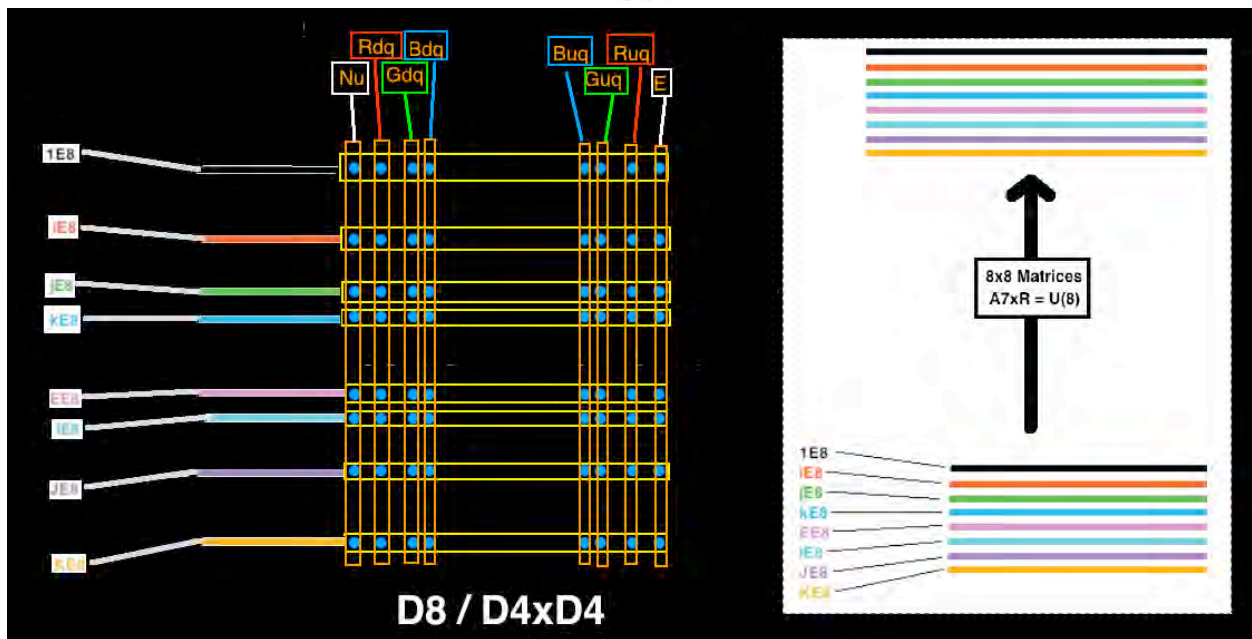 Rdq Bdq Buq Ruq
Nu Gdq Guq E
1E8
iE8
jE8
kE8
EE8
IE8
JE8
KE8
D8 / D4xD4
8x8 Matrices
A7xR = U(8)
1E8
iE8
jE8
kE8
EE8
IE8
JE8
KE8